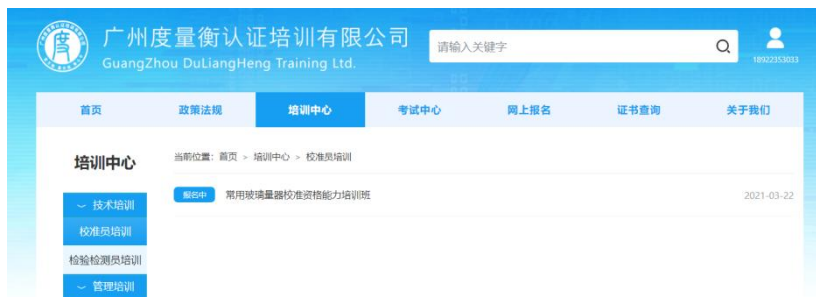 度
广州度量衡认证培训有限公司
GuangZhou DuLiangHeng Training Ltd.
请输入关键字
18922353033
首页 政策法规 培训中心 考试中心 网上报名 证书查询 关于我们
培训中心
当前位置：首页 > 培训中心 > 校准员培训
报名中 常用玻璃量器校准资格能力培训班 2021-03-22
技术培训
校准员培训
检验检测员培训
管理培训